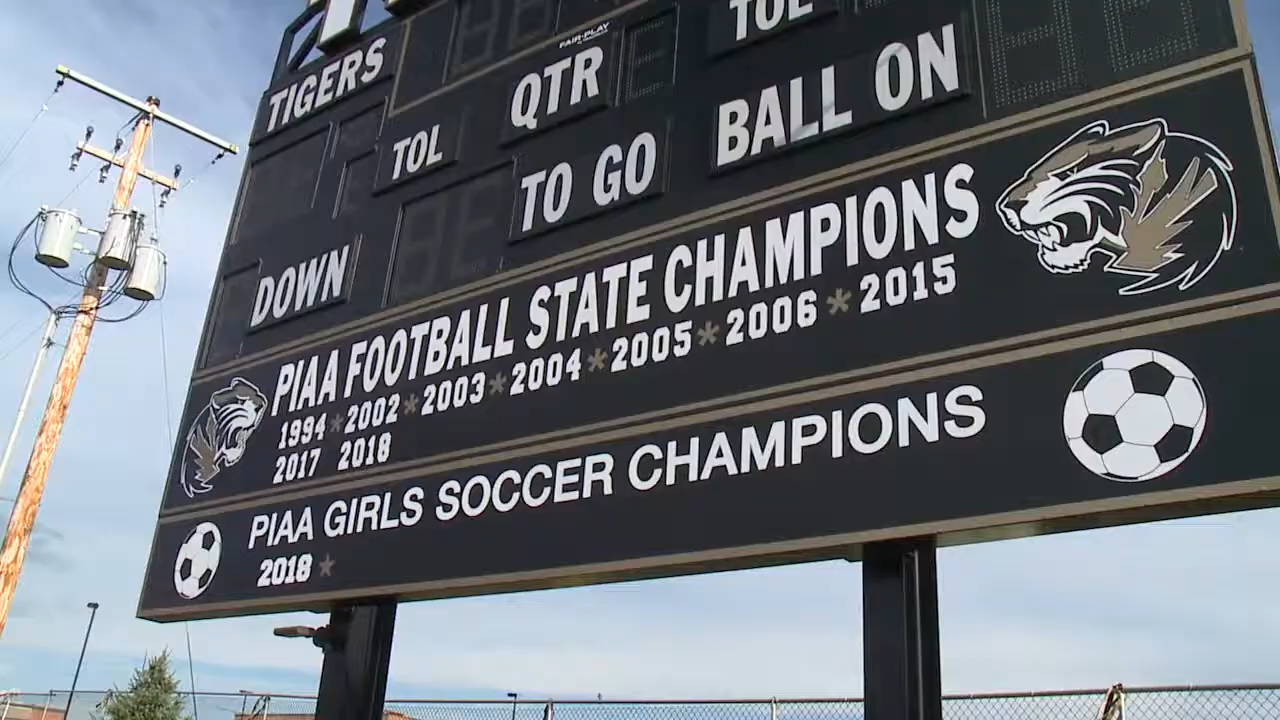 TIGERS
FAIR-PLAY
QTR
TOL
TOL
BALL ON
TO GO
DOWN
PIAA FOOTBALL STATE CHAMPIONS
1994 * 2002 * 2003 * 2004 * 2005 * 2006 * 2015
2017 2018
PIAA GIRLS SOCCER CHAMPIONS
2018 *